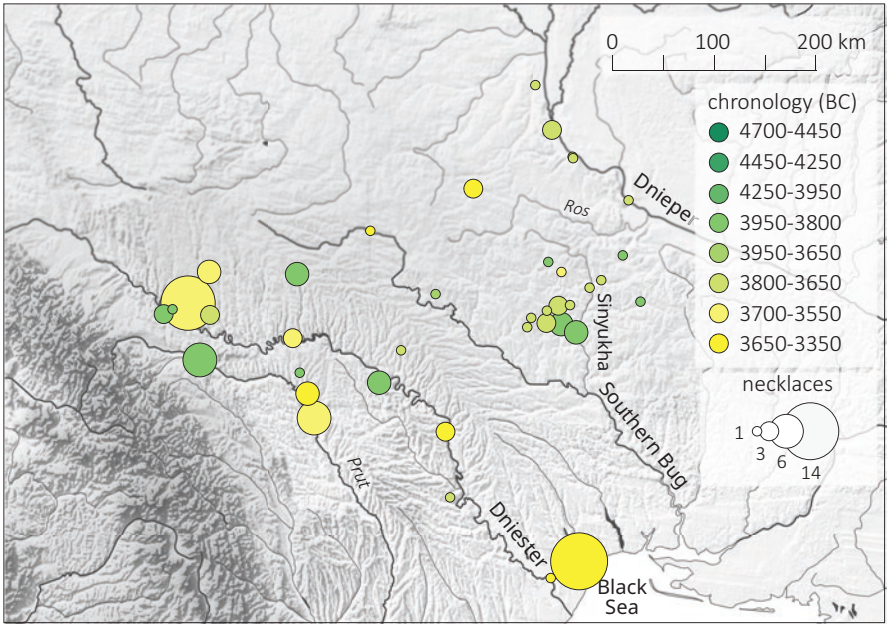 0 100 200 km
chronology (BC)
4700-4450
4450-4250
4250-3950
3950-3800
3950-3650
3800-3650
3700-3550
3650-3350
necklaces
1
3
6
14
Dnieper
Ros
Sinyukha
Southern Bug
Prut
Dniester
Black
Sea